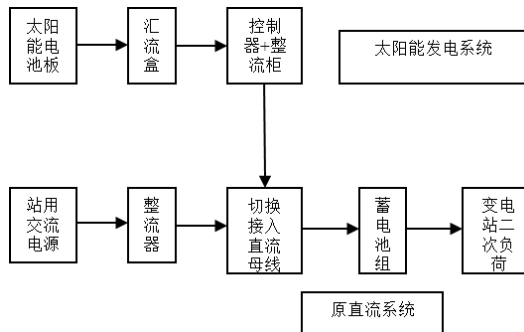 太阳
能电
池板
汇
流
盒
控制
器+整
流柜
太阳能发电系统
站用
交流
电源
整
流
器
切换
接入
直流
母线
蓄
电
池
组
变电
站二
次负
荷
原直流系统